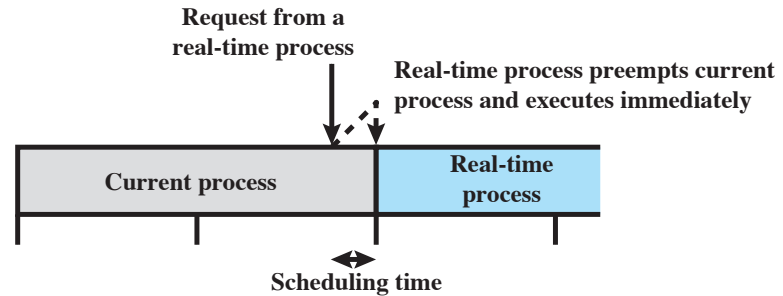 Request from a
real-time process
Real-time process preempts current
process and executes immediately
Current process
Real-time
process
Scheduling time